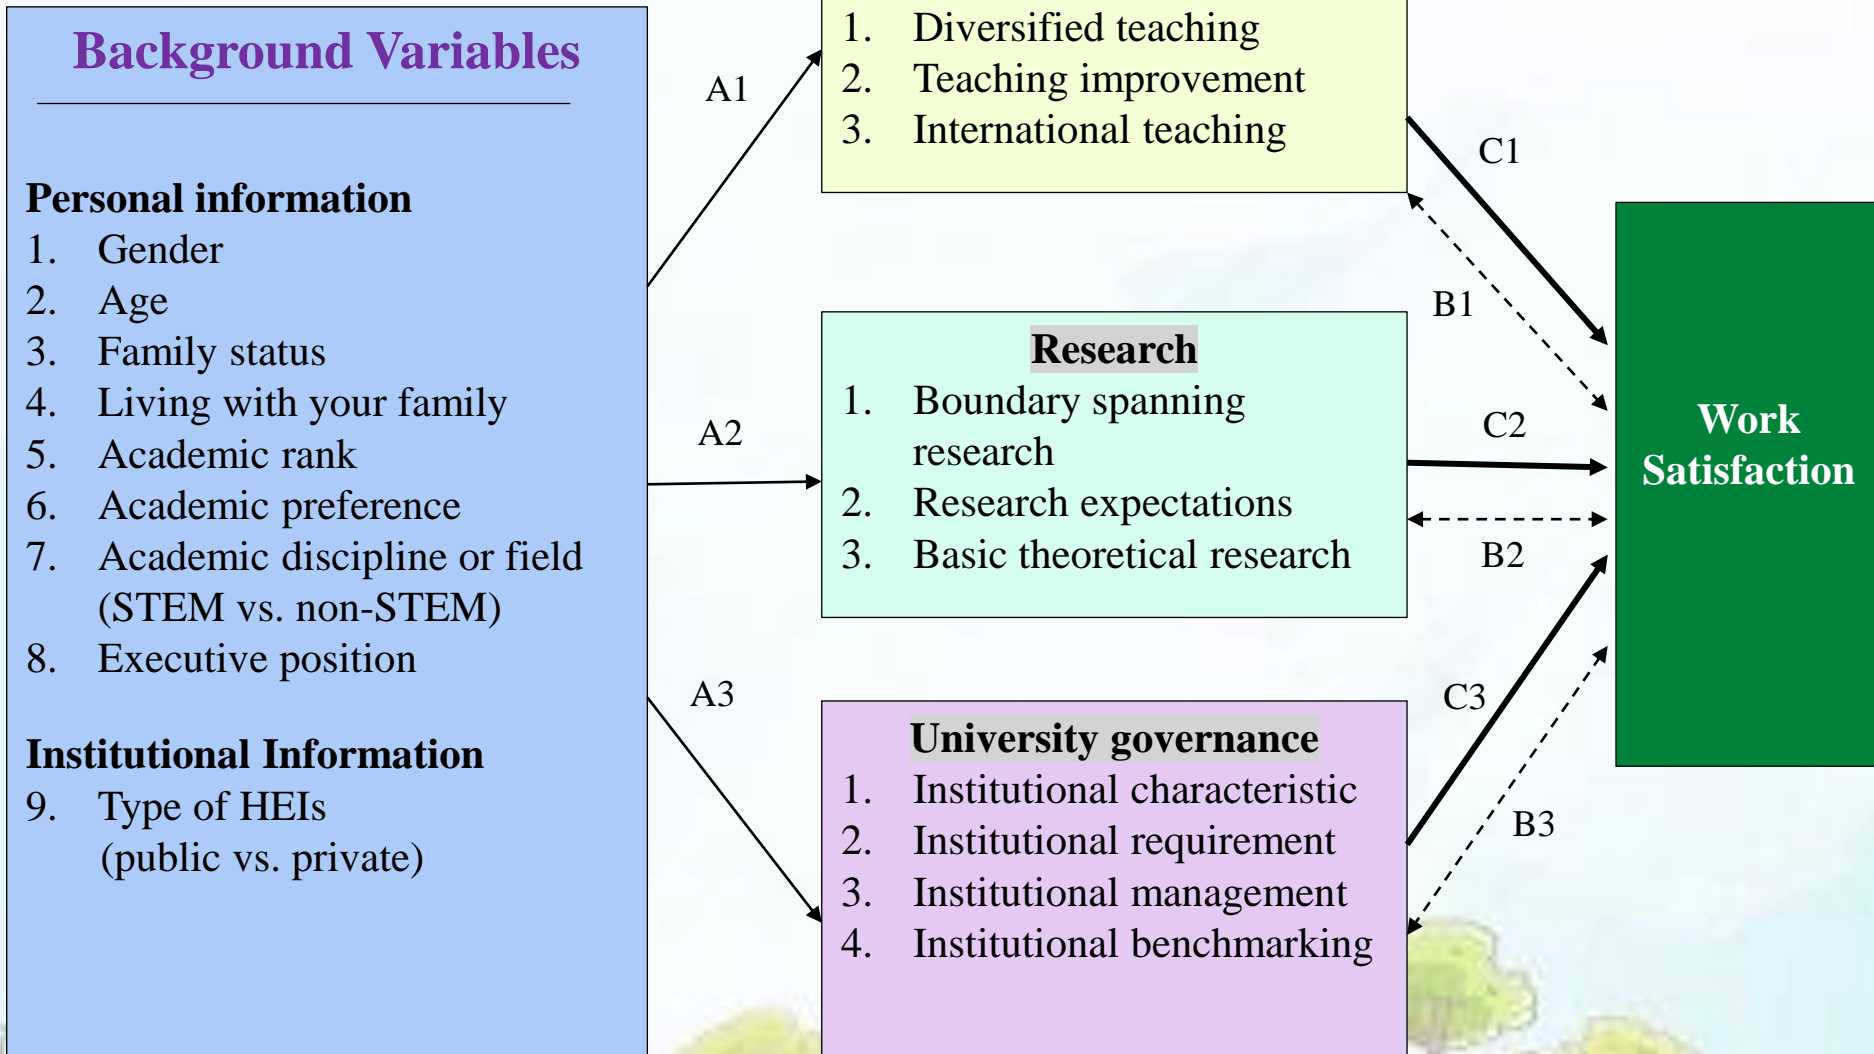 Background Variables
Personal information
1. Gender
2. Age
3. Family status
4. Living with your family
5. Academic rank
6. Academic preference
7. Academic discipline or field
(STEM vs. non-STEM)
8. Executive position
Institutional Information
9. Type of HEIs
(public vs. private)
A1
A2
A3
1. Diversified teaching
2. Teaching improvement
3. International teaching
Research
1. Boundary spanning
research
2. Research expectations
3. Basic theoretical research
University governance
1. Institutional characteristic
2. Institutional requirement
3. Institutional management
4. Institutional benchmarking
C1
B1
C2
B2
C3
B3
Work
Satisfaction